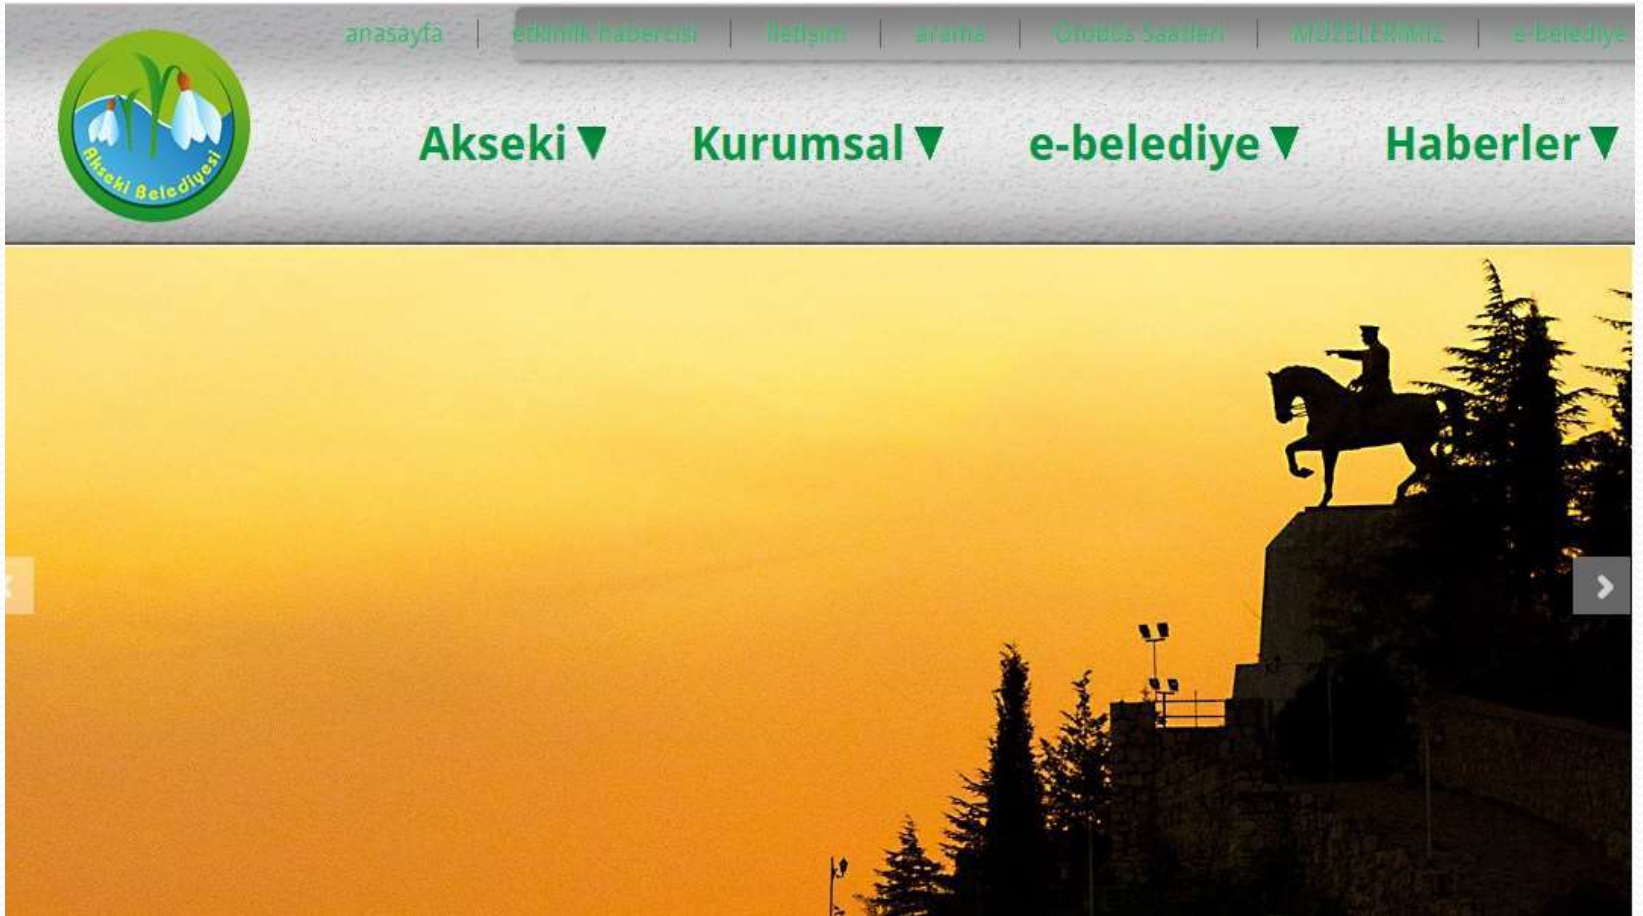 anasayfa | etkinlik habercisi | iletişim | arama | Otobüs Saatleri | MÜZELERİMİZ | e-belediye
Akseki ▼ Kurumsal ▼ e-belediye ▼ Haberler ▼
Akseki Belediyesi